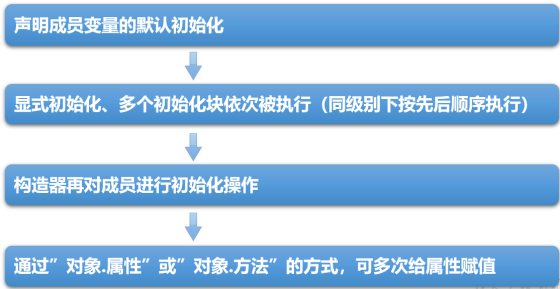 声明成员变量的默认初始化
显式初始化、多个初始化块依次被执行（同级别下按先后顺序执行）
构造器再对成员进行初始化操作
通过”对象.属性”或”对象.方法”的方式，可多次给属性赋值